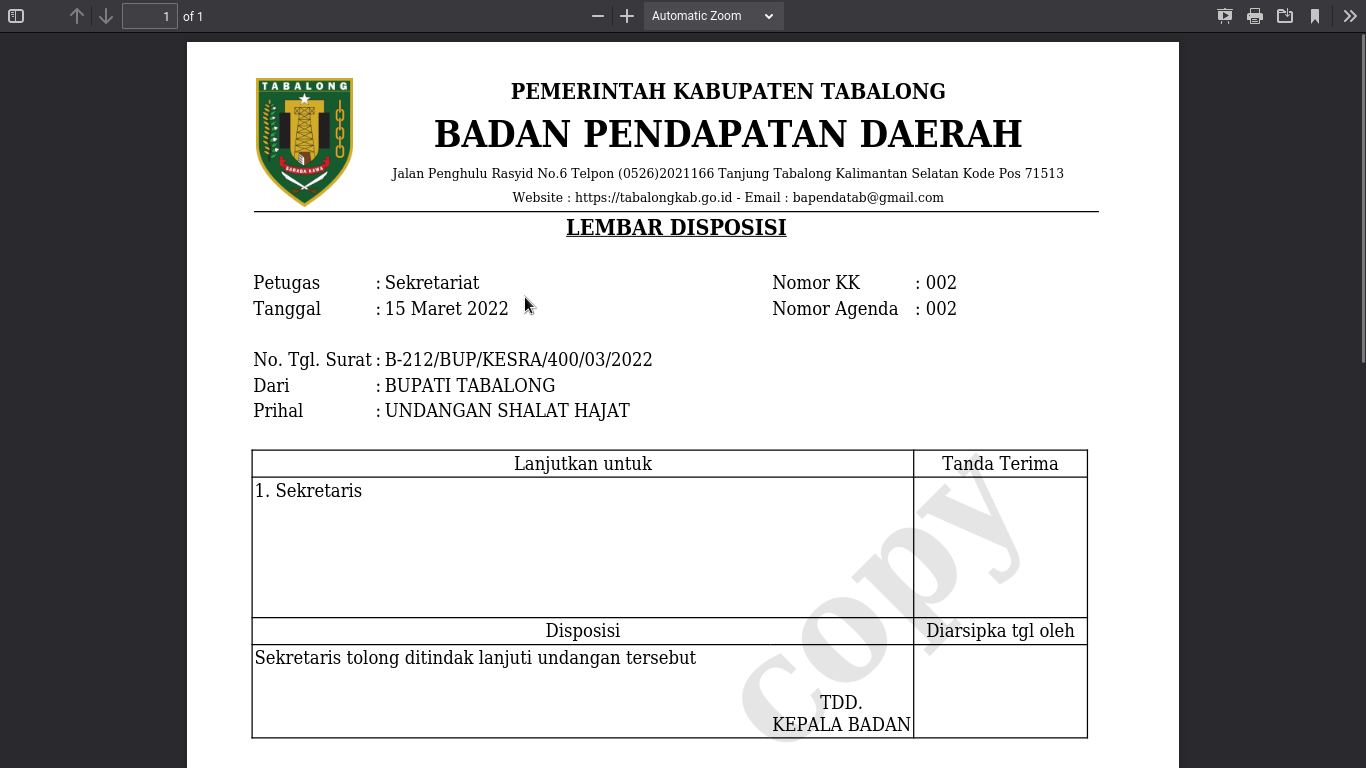 1 of 1
Automatic Zoom
TABALONG
PEMERINTAH KABUPATEN TABALONG
BADAN PENDAPATAN DAERAH
Jalan Penghulu Rasyid No.6 Telpon (0526)2021166 Tanjung Tabalong Kalimantan Selatan Kode Pos 71513
Website : https://tabalongkab.go.id - Email : bapendatab@gmail.com
LEMBAR DISPOSISI
Petugas : Sekretariat Nomor KK : 002
Tanggal : 15 Maret 2022 Nomor Agenda : 002
No. Tgl. Surat : B-212/BUP/KESRA/400/03/2022
Dari : BUPATI TABALONG
Prihal : UNDANGAN SHALAT HAJAT
Lanjutkan untuk Tanda Terima
1. Sekretaris
copy
Disposisi Diarsipka tgl oleh
Sekretaris tolong ditindak lanjuti undangan tersebut
TDD.
KEPALA BADAN